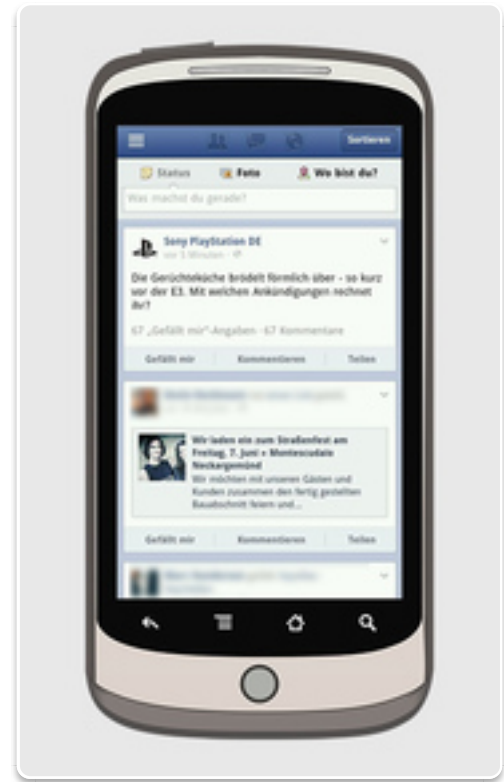 Sortieren
Status Foto Wo bist du?
Was machst du gerade?
Sony PlayStation DE
vor 5 Minuten
Die Gerüchteküche brödelt förmlich über - so kurz
vor der E3. Mit welchen Ankündigungen rechnet
ihr?
67 „Gefällt mir"-Angaben · 67 Kommentare
Gefällt mir Kommentieren Teilen
Wir laden ein zum Straßenfest am
Freitag, 7. Juni • Montescudaio
Neckargemünd
Wir möchten mit unseren Gästen und
Kunden zusammen den fertig gestellten
Bauabschnitt feiern und...
Gefällt mir Kommentieren Teilen